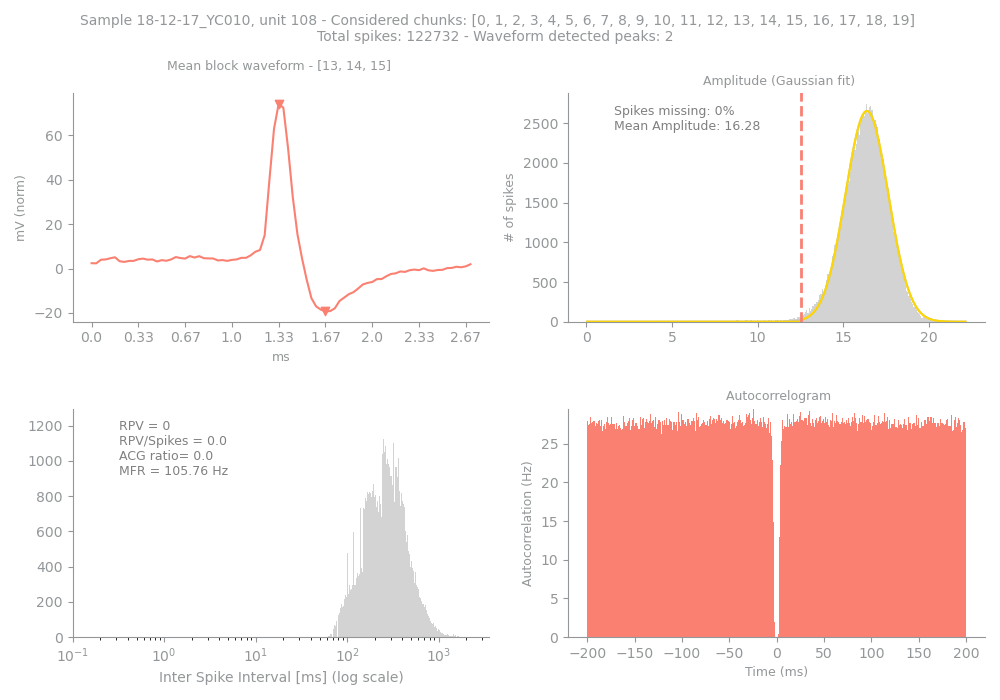 Sample 18-12-17_YC010, unit 108 - Considered chunks: [0, 1, 2, 3, 4, 5, 6, 7, 8, 9, 10, 11, 12, 13, 14, 15, 16, 17, 18, 19]
Total spikes: 122732 - Waveform detected peaks: 2
Mean block waveform - [13, 14, 15]
mV (norm)
60
40
20
0
−20
0.0 0.33 0.67 1.0 1.33 1.67 2.0 2.33 2.67
ms
Amplitude (Gaussian fit)
Spikes missing: 0%
Mean Amplitude: 16.28
# of spikes
2500
2000
1500
1000
500
0
0 5 10 15 20
RPV = 0
RPV/Spikes = 0.0
ACG ratio= 0.0
MFR = 105.76 Hz
1200
1000
800
600
400
200
0
10⁻¹ 10⁰ 10¹ 10² 10³
Inter Spike Interval [ms] (log scale)
Autocorrelogram
Autocorrelation (Hz)
25
20
15
10
5
0
−200 −150 −100 −50 0 50 100 150 200
Time (ms)